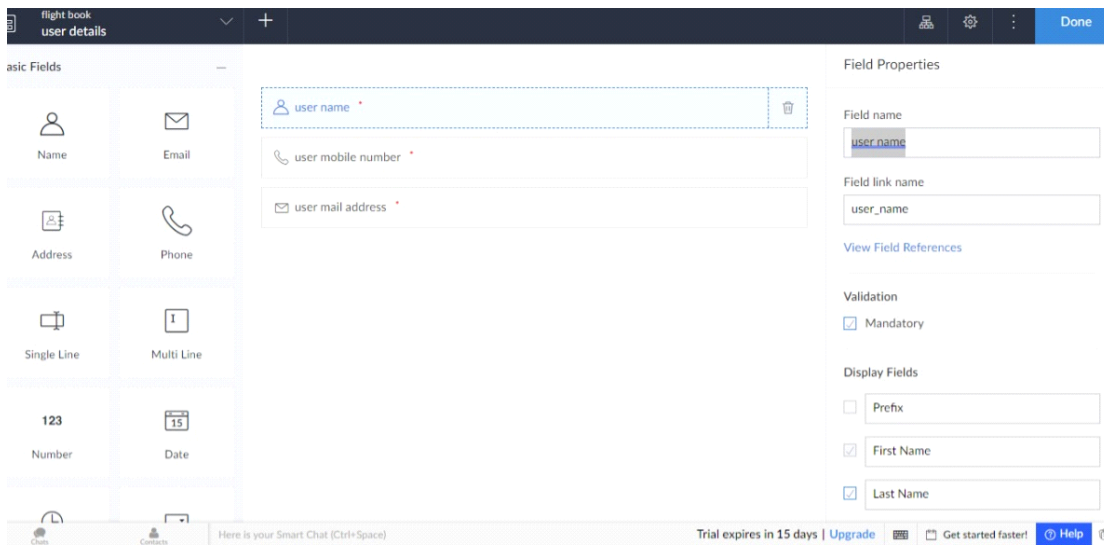 flight book
user details
Done
asic Fields
Name
Email
Address
Phone
Single Line
Multi Line
123
Number
15
Date
user name *
user mobile number *
user mail address *
Field Properties
Field name
user name
Field link name
user_name
View Field References
Validation
Mandatory
Display Fields
Prefix
First Name
Last Name
Chats
Contacts
Here is your Smart Chat (Ctrl+Space)
Trial expires in 15 days | Upgrade
Get started faster!
Help